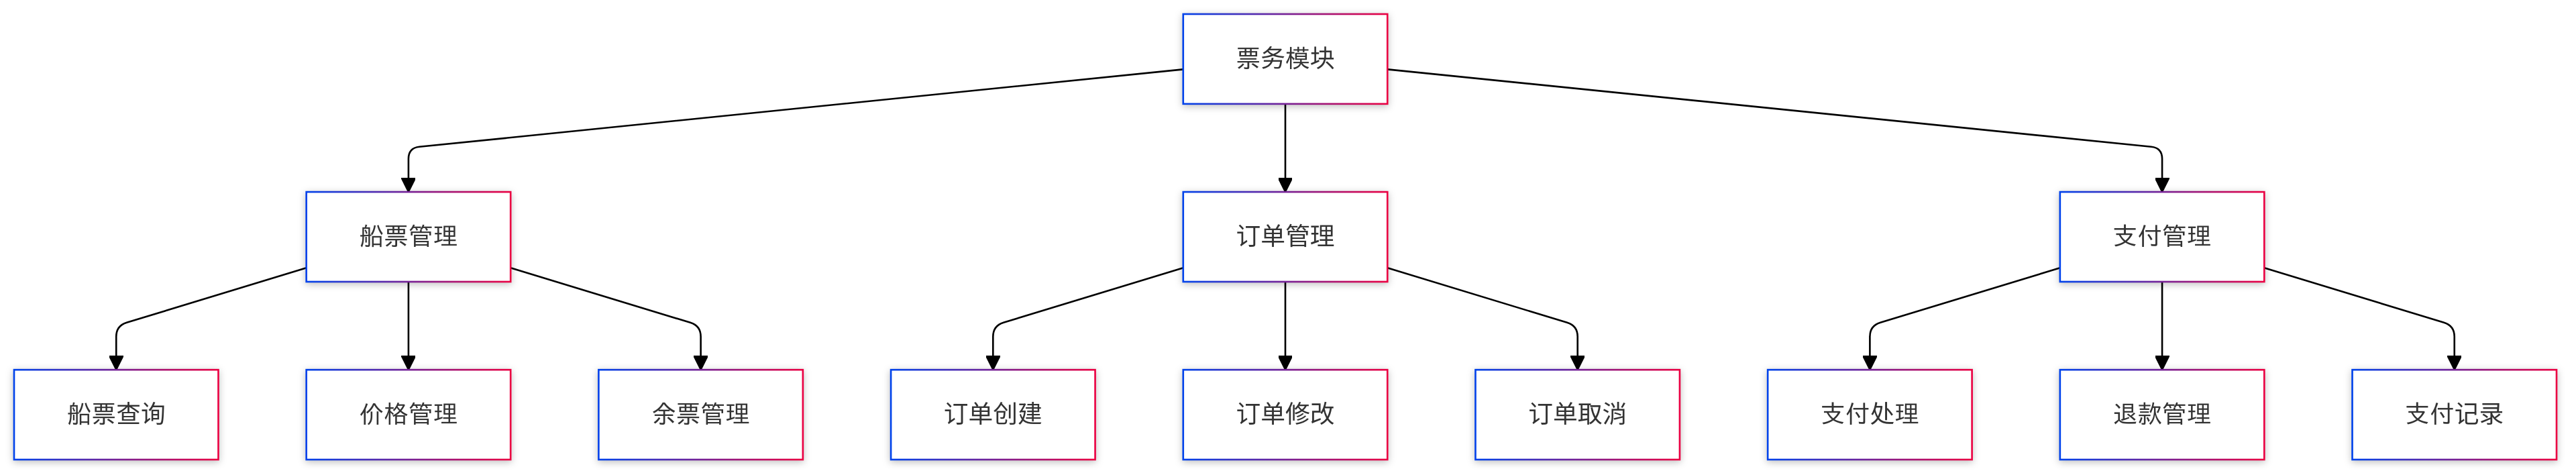 票务模块
船票管理
订单管理
支付管理
船票查询
价格管理
余票管理
订单创建
订单修改
订单取消
支付处理
退款管理
支付记录